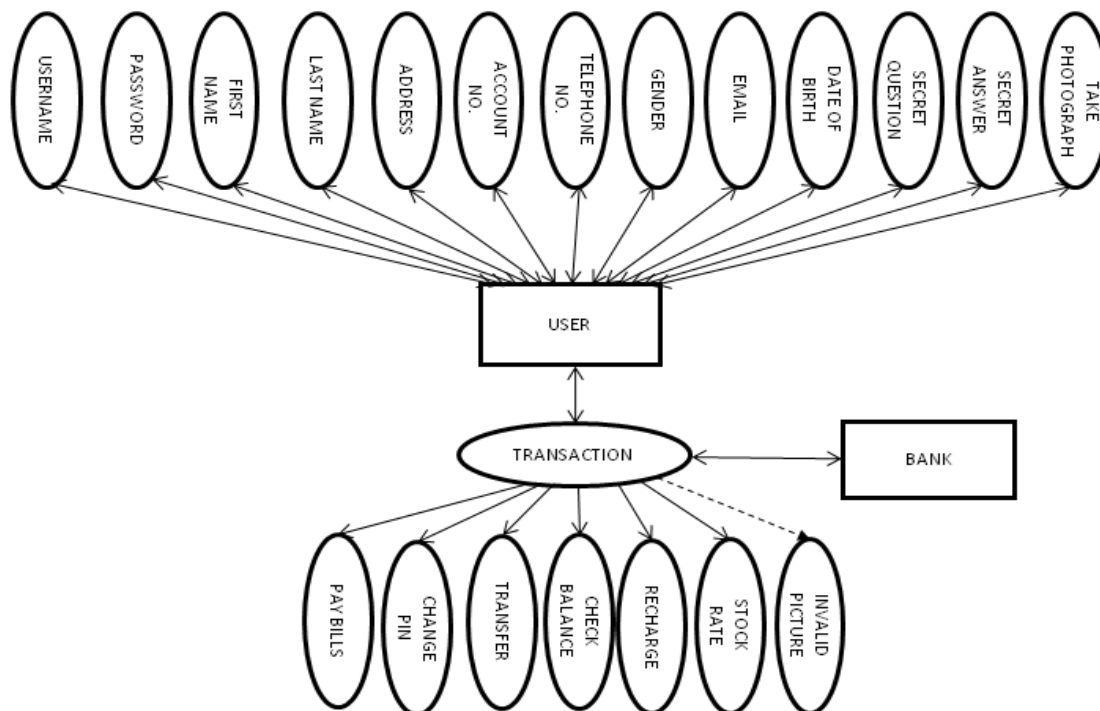 USERNAME
PASSWORD
FIRST
NAME
LAST NAME
ADDRESS
ACCOUNT
NO.
TELEPHONE
NO.
GENDER
EMAIL
DATE OF
BIRTH
SECRET
QUESTION
SECRET
ANSWER
TAKE
PHOTOGRAPH
USER
TRANSACTION
BANK
PAY BILLS
CHANGE
PIN
TRANSFER
CHECK
BALANCE
RECHARGE
STOCK
RATE
INVALID
PICTURE